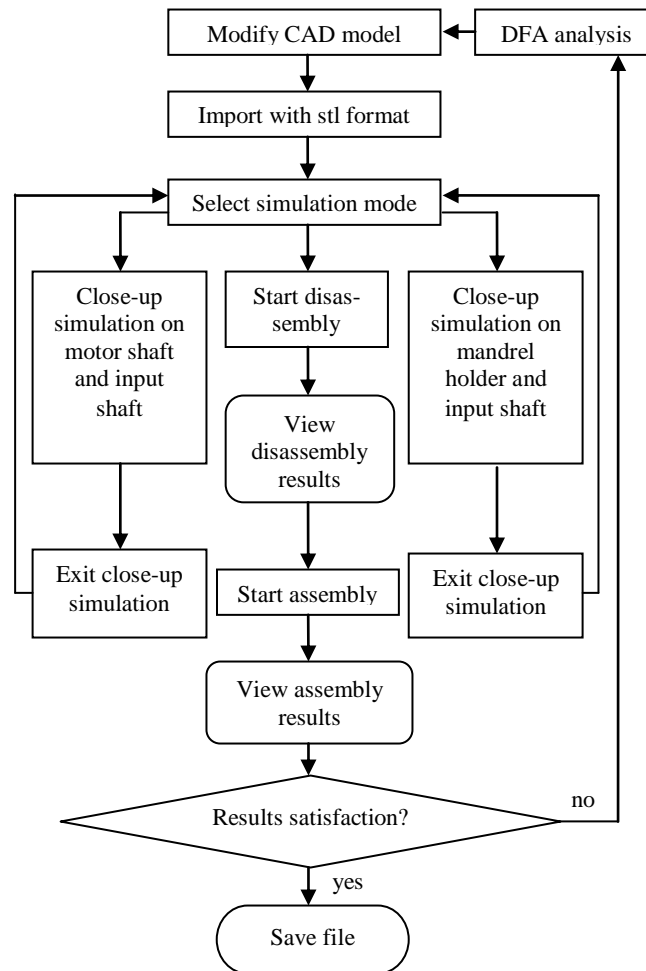 Modify CAD model
DFA analysis
Import with stl format
Select simulation mode
Close-up
simulation on
motor shaft
and input
shaft
Start disas-
sembly
Close-up
simulation on
mandrel
holder and
input shaft
View
disassembly
results
Exit close-up
simulation
Start assembly
Exit close-up
simulation
View assembly
results
Results satisfaction?
no
yes
Save file